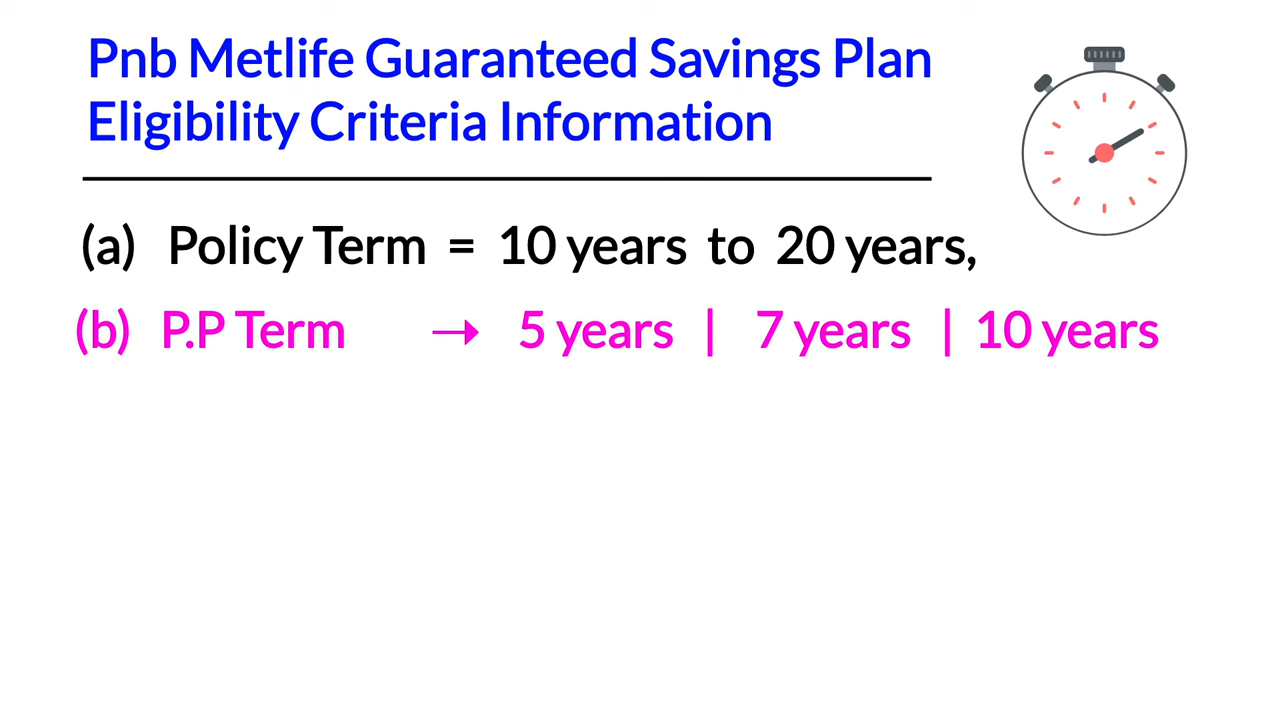 Pnb Metlife Guaranteed Savings Plan
Eligibility Criteria Information
(a) Policy Term = 10 years to 20 years,
(b) P.P Term → 5 years | 7 years | 10 years